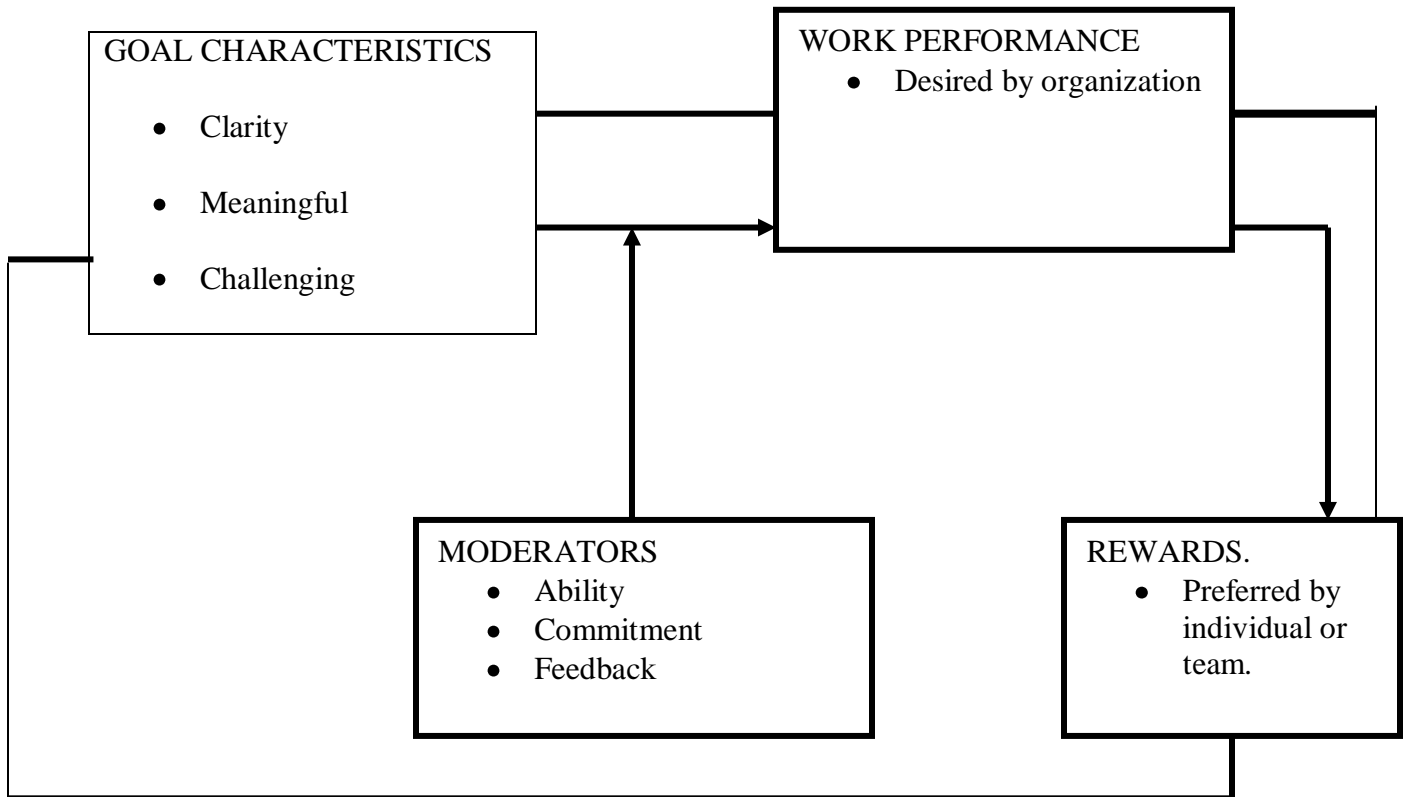 GOAL CHARACTERISTICS
● Clarity
● Meaningful
● Challenging
WORK PERFORMANCE
● Desired by organization
MODERATORS
● Ability
● Commitment
● Feedback
REWARDS.
● Preferred by
individual or
team.